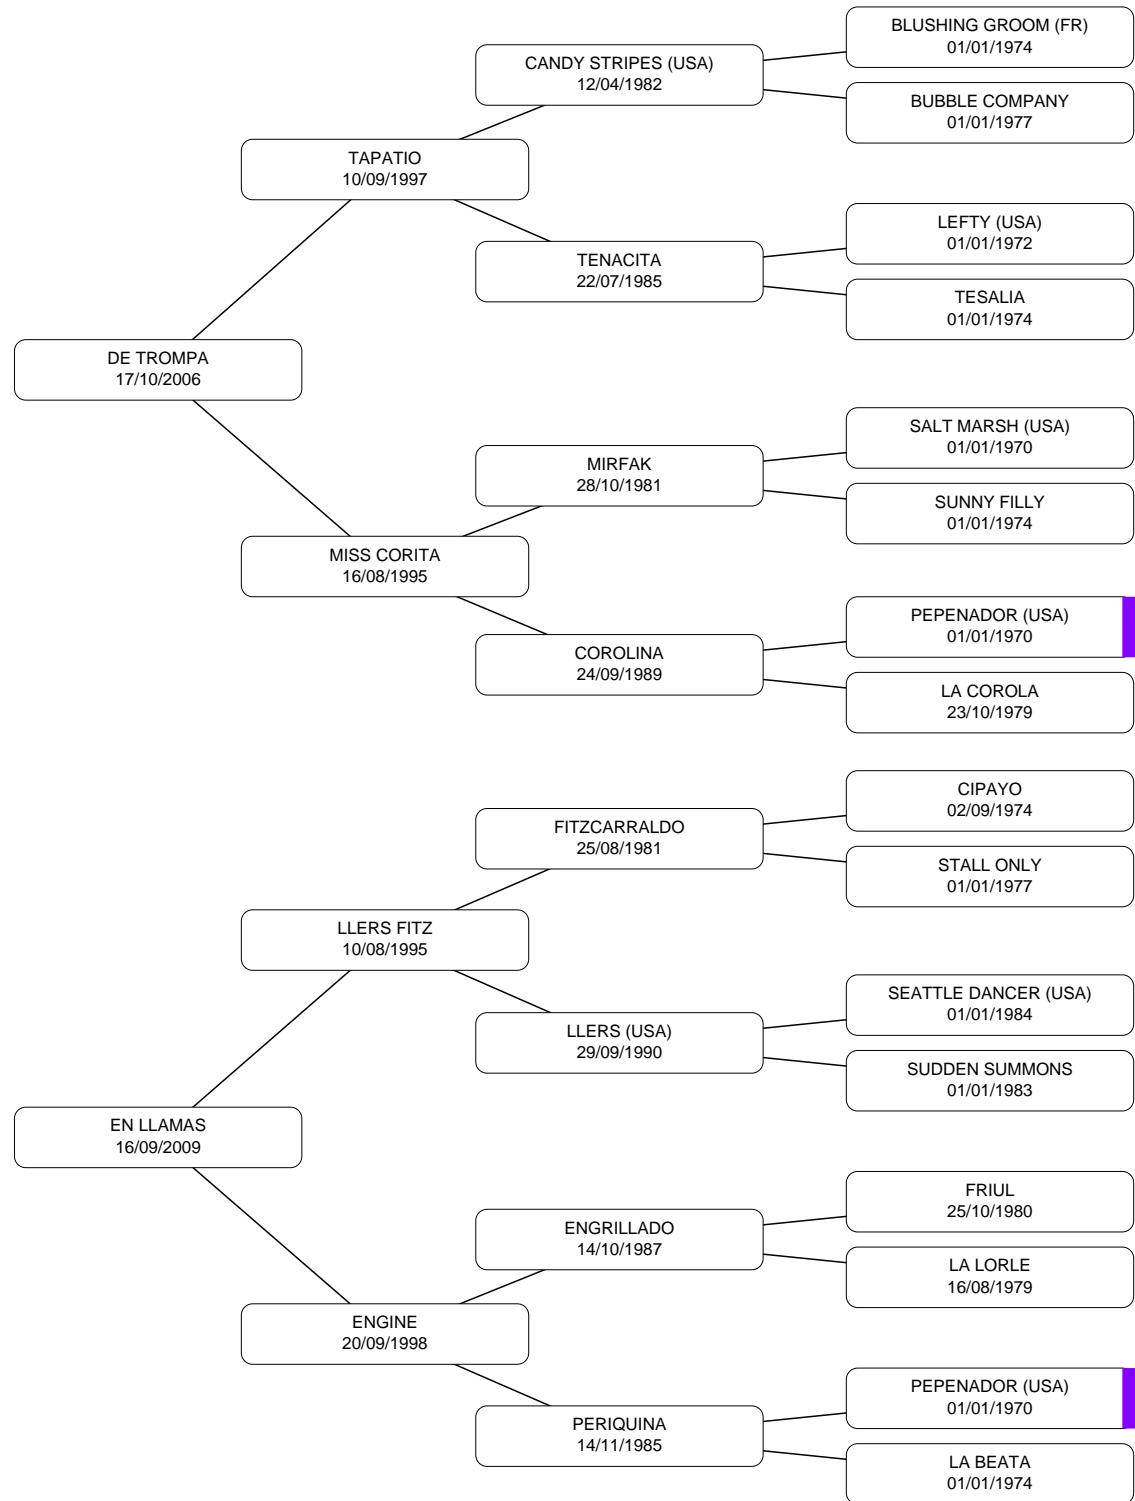 BLUSHING GROOM (FR)
01/01/1974
CANDY STRIPES (USA)
12/04/1982
BUBBLE COMPANY
01/01/1977
TAPATIO
10/09/1997
LEFTY (USA)
01/01/1972
TENACITA
22/07/1985
TESALIA
01/01/1974
DE TROMPA
17/10/2006
SALT MARSH (USA)
01/01/1970
MIRFAK
28/10/1981
SUNNY FILLY
01/01/1974
MISS CORITA
16/08/1995
PEPENADOR (USA)
01/01/1970
COROLINA
24/09/1989
LA COROLA
23/10/1979
CIPAYO
02/09/1974
FITZCARRALDO
25/08/1981
STALL ONLY
01/01/1977
LLERS FITZ
10/08/1995
SEATTLE DANCER (USA)
01/01/1984
LLERS (USA)
29/09/1990
SUDDEN SUMMONS
01/01/1983
EN LLAMAS
16/09/2009
FRIUL
25/10/1980
ENGRILLADO
14/10/1987
LA LORLE
16/08/1979
ENGINE
20/09/1998
PEPENADOR (USA)
01/01/1970
PERIQUINA
14/11/1985
LA BEATA
01/01/1974